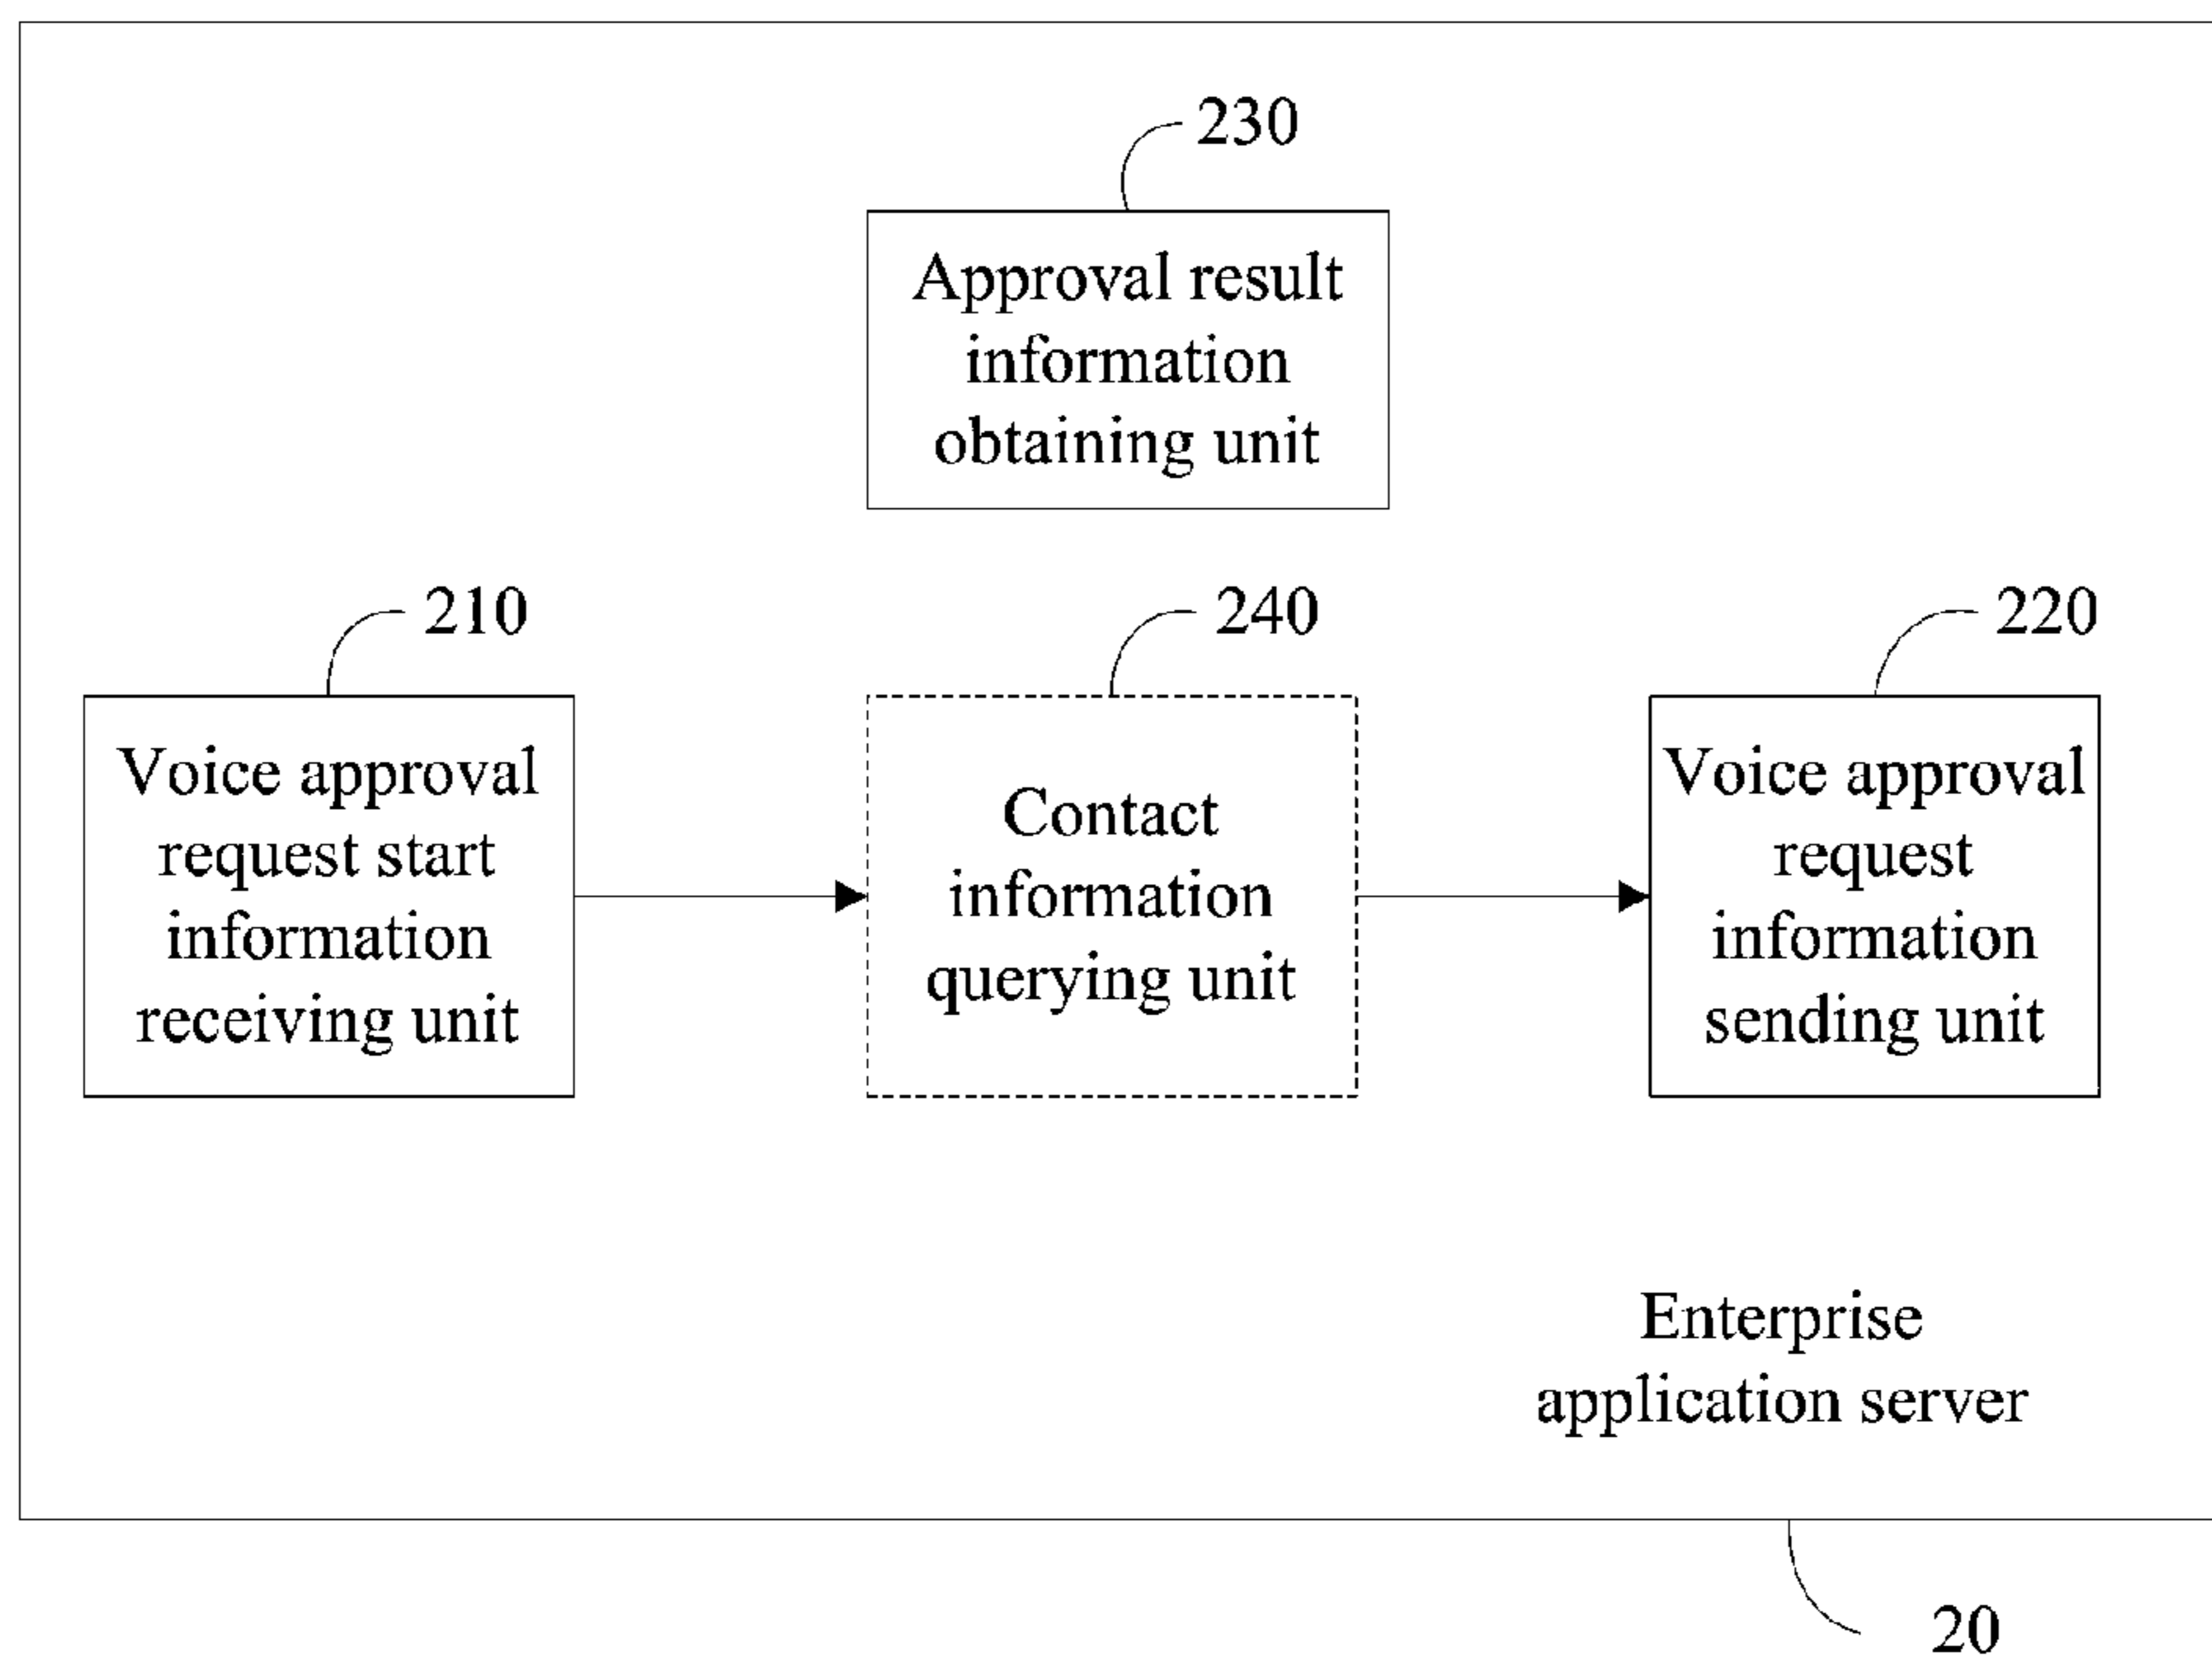 230
Approval result
information
obtaining unit
210
240
220
Voice approval
request start
information
receiving unit
Contact
information
querying unit
Voice approval
request
information
sending unit
Enterprise
application server
20